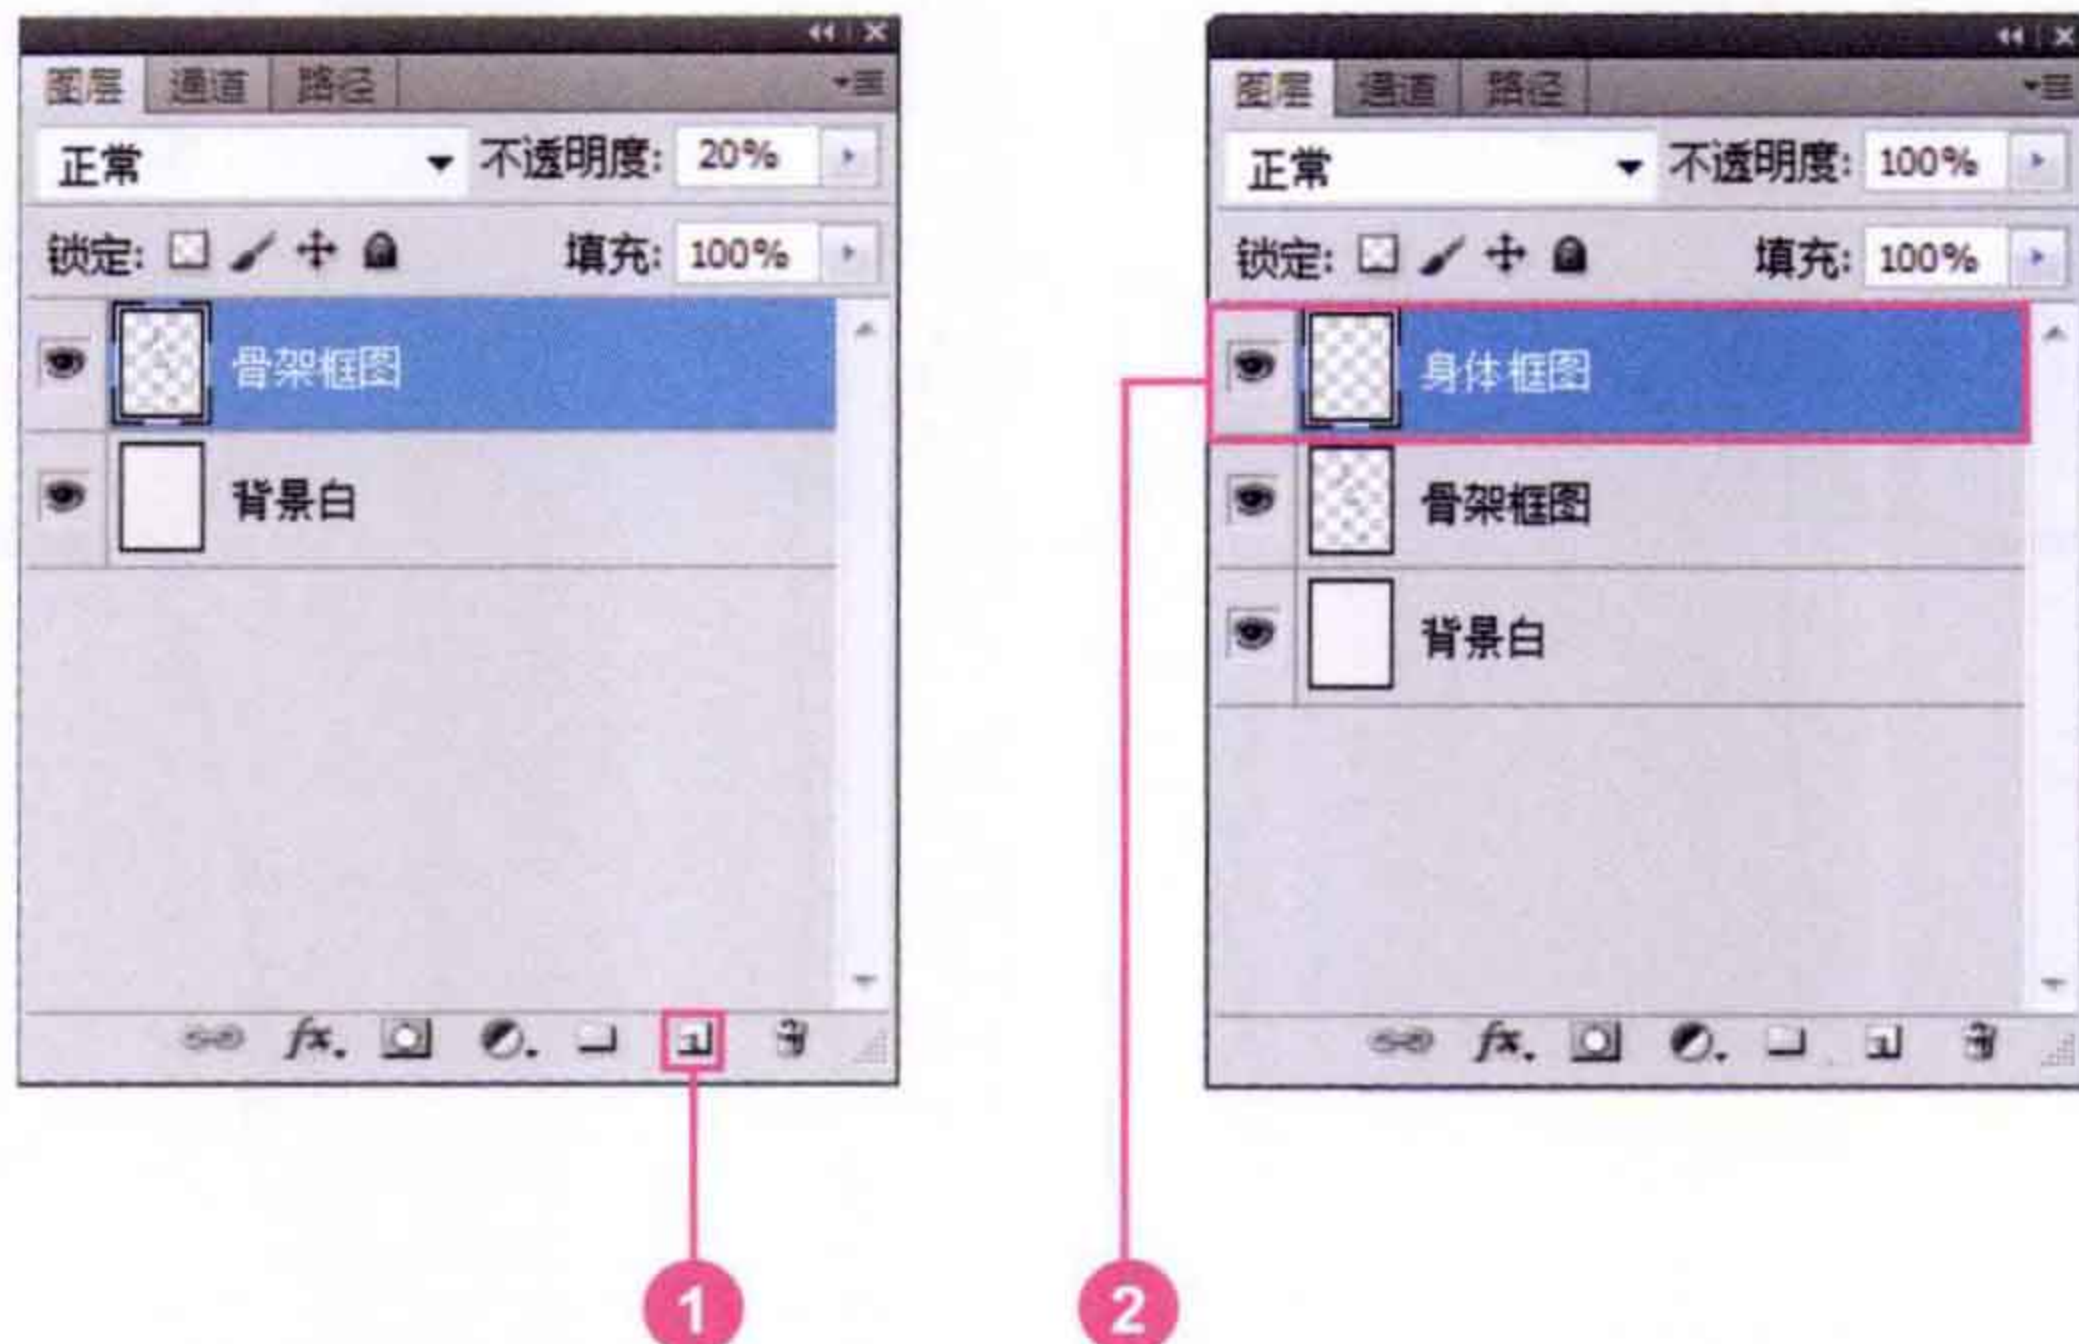 图层 通道 路径
正常 不透明度: 20%
锁定: 填充: 100%
骨架框图
背景白
fx.
1
图层 通道 路径
正常 不透明度: 100%
锁定: 填充: 100%
身体框图
骨架框图
背景白
fx.
2